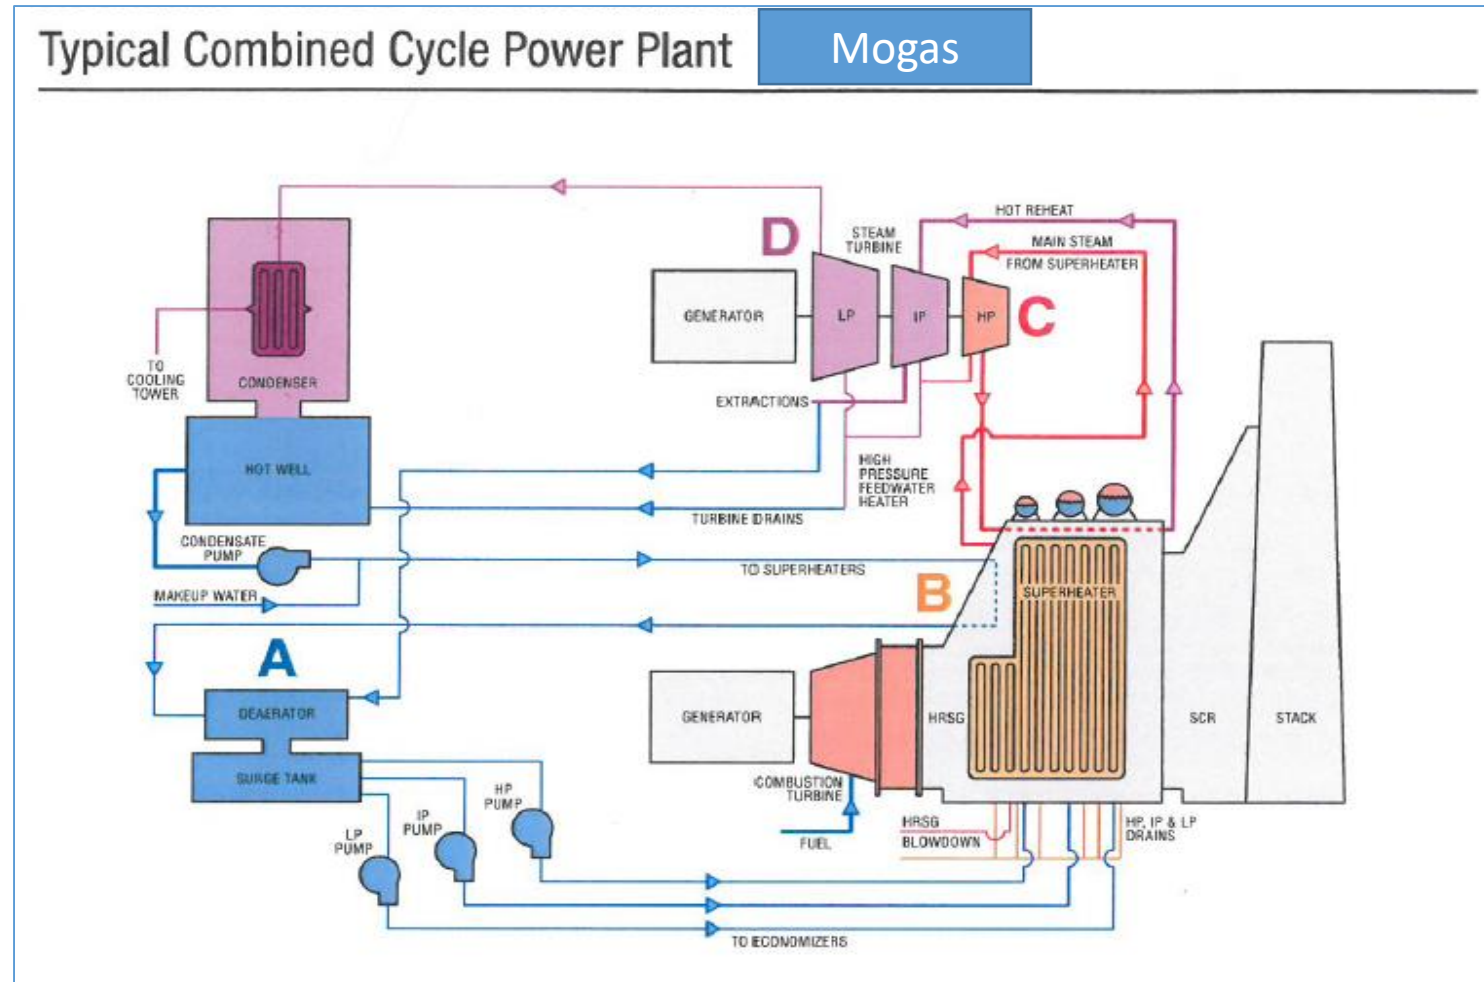 Typical Combined Cycle Power Plant
Mogas
HOT REHEAT
D
STEAM
TURBINE
MAIN STEAM
FROM SUPERHEATER
GENERATOR
LP
IP
HP
C
TO
COOLING
TOWER
CONDENSER
EXTRACTIONS
HOT WELL
HIGH
PRESSURE
FEEDWATER
HEATER
TURBINE DRAINS
CONDENSATE
PUMP
TO SUPERHEATERS
MAKEUP WATER
B
SUPERHEATER
A
DEAERATOR
GENERATOR
HRSG
SCR
STACK
SURGE TANK
COMBUSTION
TURBINE
HP
PUMP
IP
PUMP
LP
PUMP
FUEL
HRSG
BLOWDOWN
HP, IP & LP
DRAINS
TO ECONOMIZERS